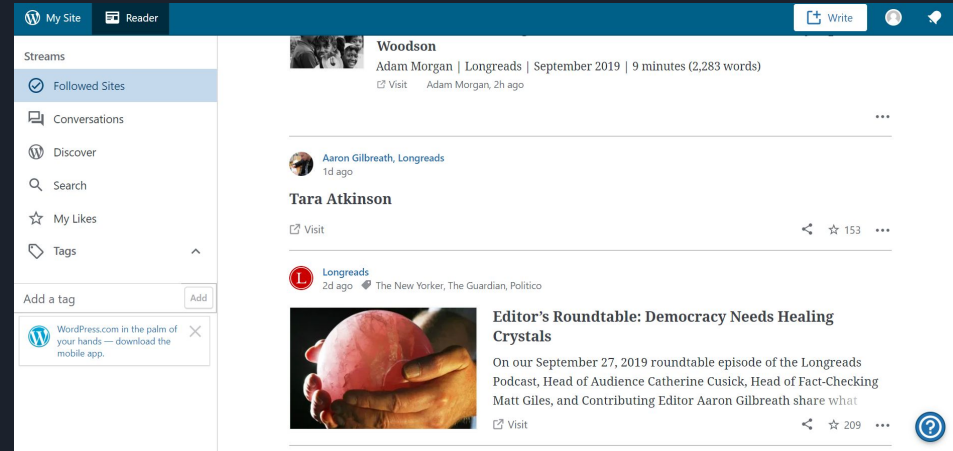 My Site
Reader
Write
Streams
Followed Sites
Conversations
Discover
Search
My Likes
Tags
Add a tag
Add
WordPress.com in the palm of
your hands — download the
mobile app.
Woodson
Adam Morgan | Longreads | September 2019 | 9 minutes (2,283 words)
Visit Adam Morgan, 2h ago
Aaron Gilbreath, Longreads
1d ago
Tara Atkinson
Visit
153
Longreads
2d ago The New Yorker, The Guardian, Politico
Editor's Roundtable: Democracy Needs Healing
Crystals
On our September 27, 2019 roundtable episode of the Longreads
Podcast, Head of Audience Catherine Cusick, Head of Fact-Checking
Matt Giles, and Contributing Editor Aaron Gilbreath share what
Visit
209